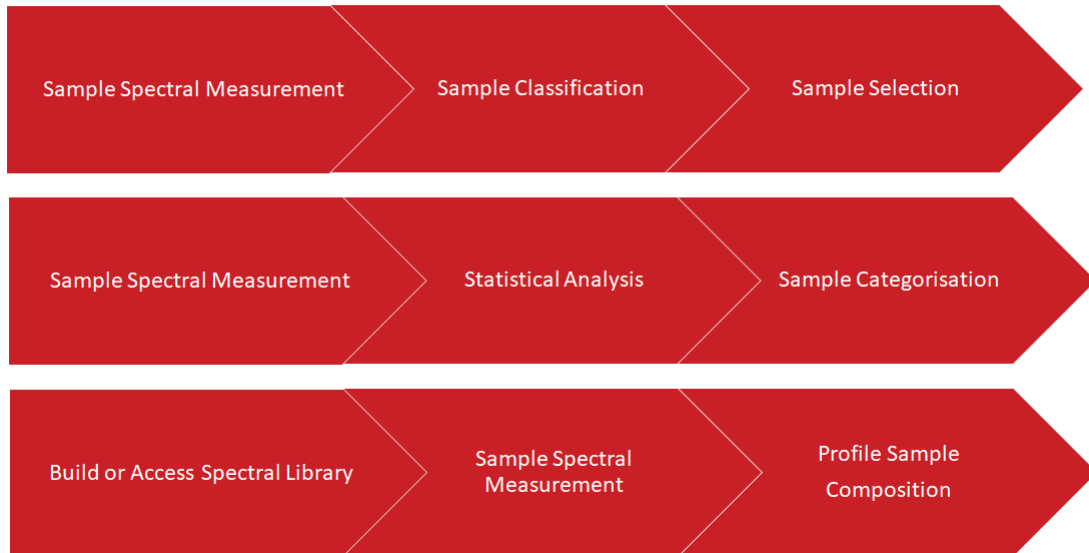 Sample Spectral Measurement
Sample Classification
Sample Selection
Sample Spectral Measurement
Statistical Analysis
Sample Categorisation
Build or Access Spectral Library
Sample Spectral
Measurement
Profile Sample
Composition